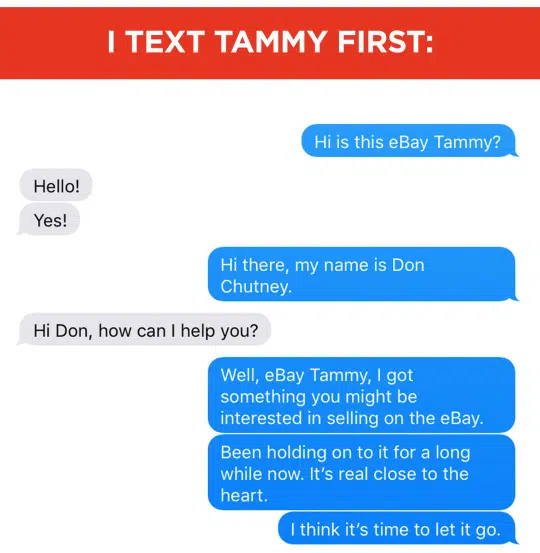 I TEXT TAMMY FIRST:
Hi is this eBay Tammy?
Hello!
Yes!
Hi there, my name is Don
Chutney.
Hi Don, how can I help you?
Well, eBay Tammy, I got
something you might be
interested in selling on the eBay.
Been holding on to it for a long
while now. It’s real close to the
heart.
I think it’s time to let it go.